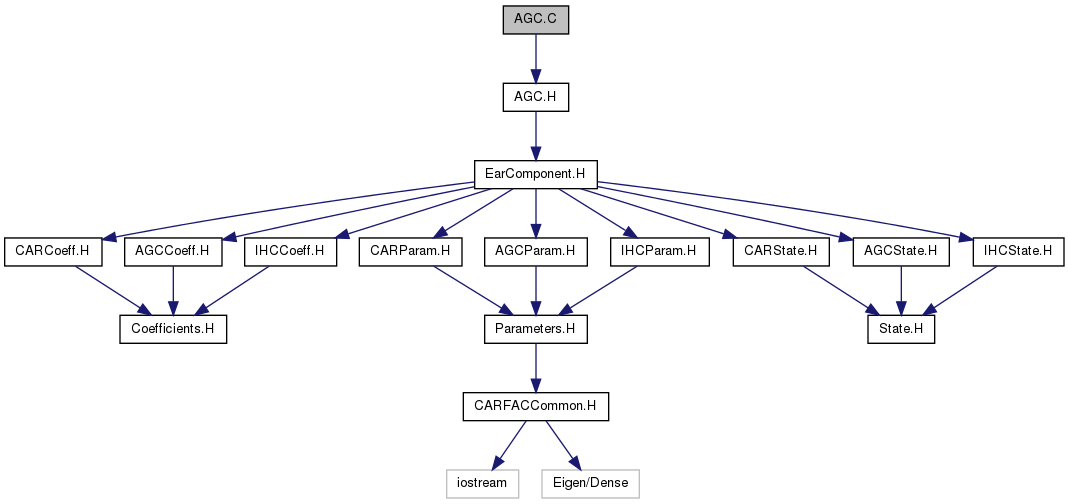 AGC.C
AGC.H
EarComponent.H
CARCoeff.H
AGCCoeff.H
IHCCoeff.H
CARParam.H
AGCParam.H
IHCParam.H
CARState.H
AGCState.H
IHCState.H
Coefficients.H
Parameters.H
State.H
CARFACCommon.H
iostream
Eigen/Dense